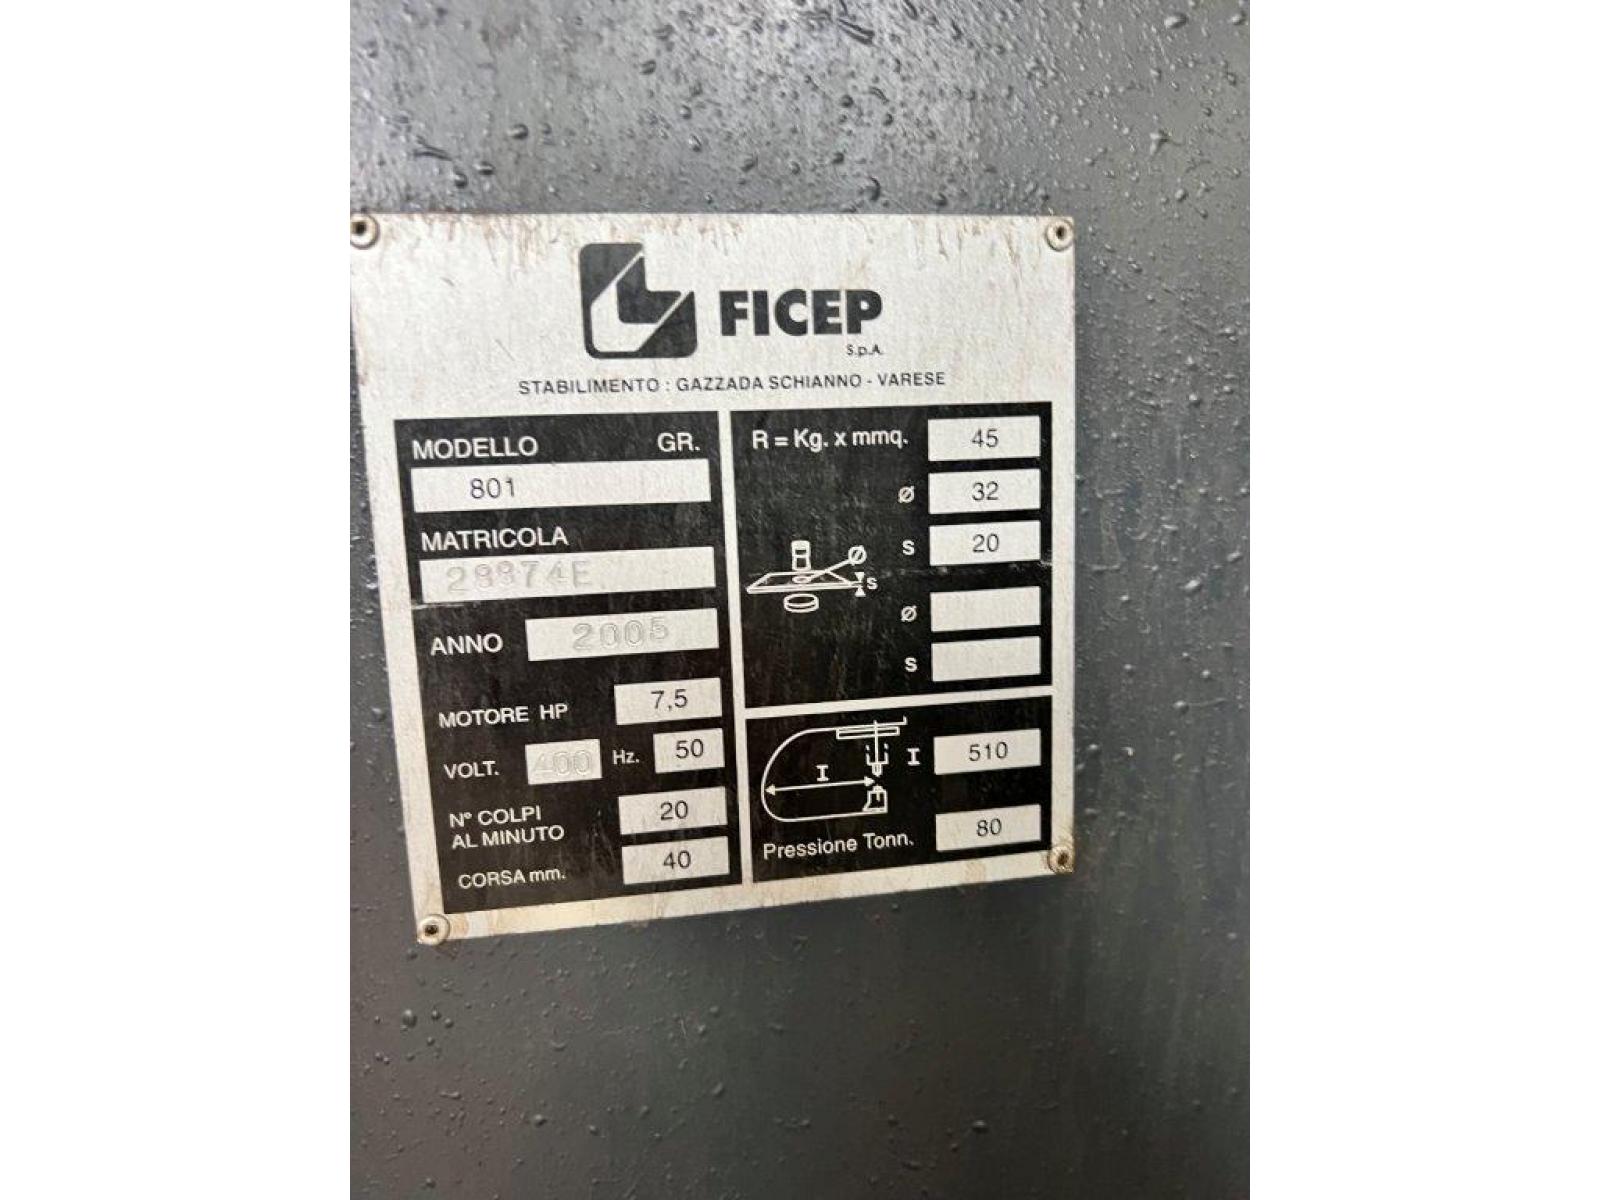 FICEP
S.p.A.
STABILIMENTO : GAZZADA SCHIANNO - VARESE
MODELLO GR.
801
MATRICOLA
28874E
ANNO 2005
MOTORE HP 7,5
VOLT. 400 Hz. 50
N° COLPI
AL MINUTO 20
CORSA mm. 40
R = Kg. x mmq. 45
Ø 32
S 20
Ø
S
Ø
S
I 510
I
Pressione Tonn. 80